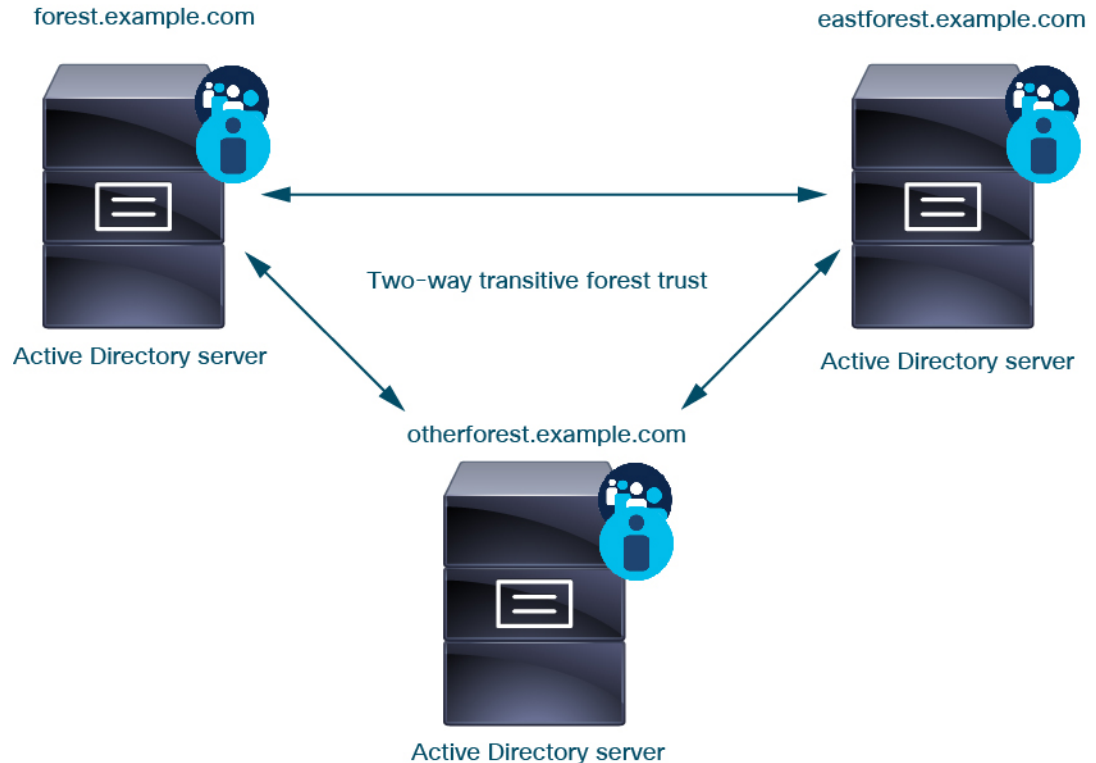 forest.example.com
eastforest.example.com
Two-way transitive forest trust
Active Directory server
Active Directory server
otherforest.example.com
Active Directory server